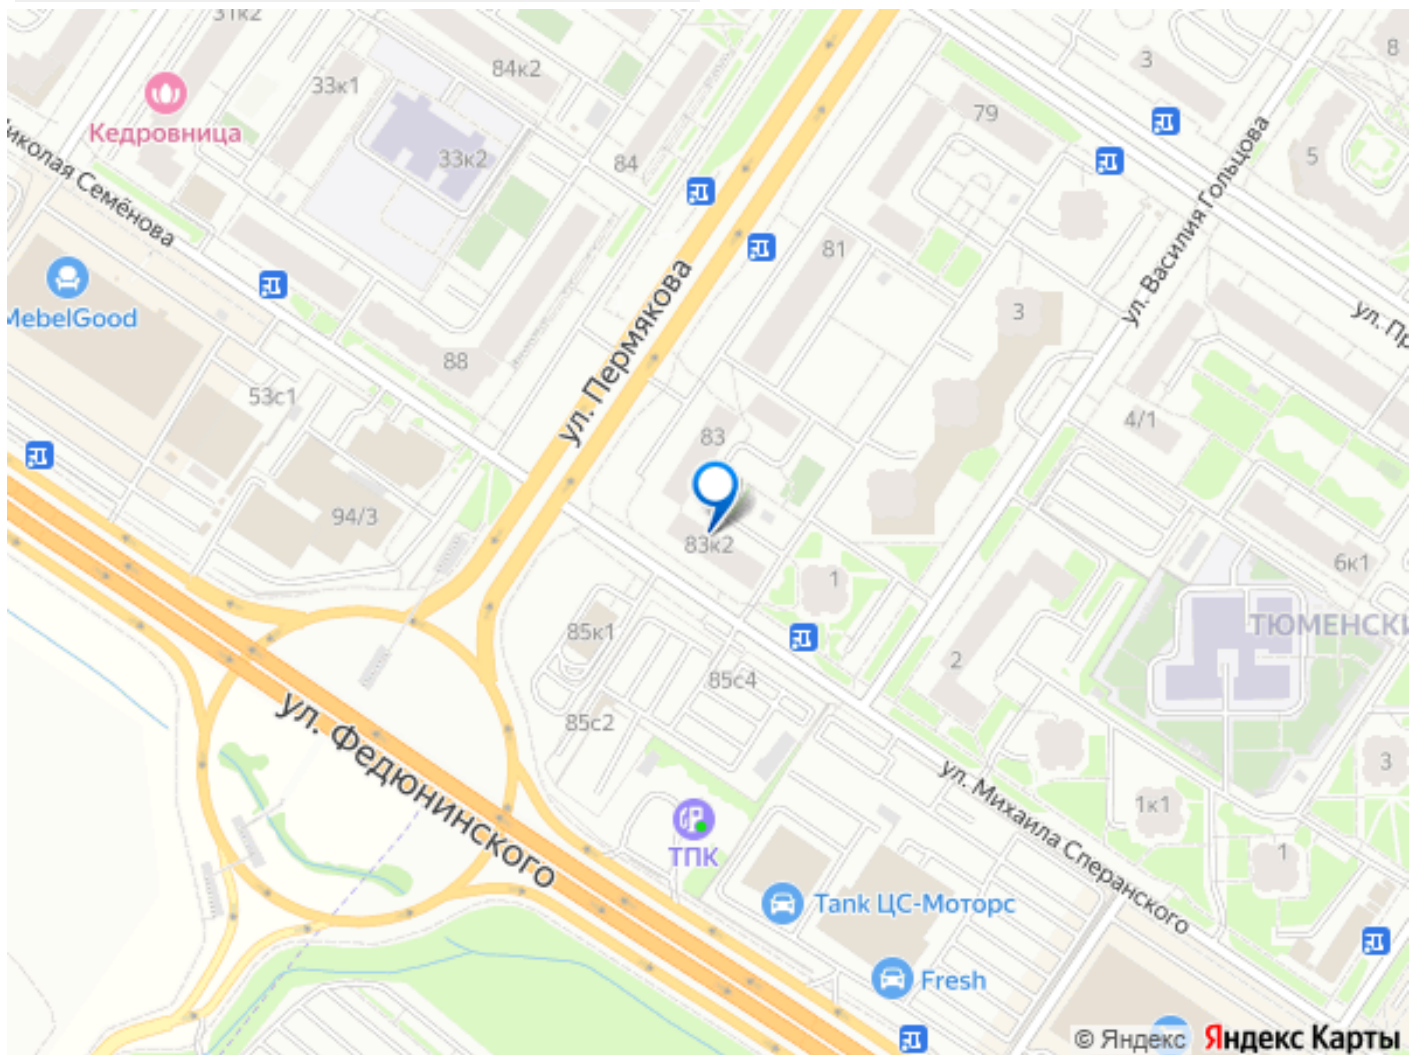 31к2
84к2
3
8
33к1
Кедровница
79
33к2
84
5
иколая Семёнова
ул. Василия Гольцова
81
MebelGood
ул. Пермякова
3
ул. Пр
88
53с1
83
4/1
94/3
83к2
6к1
1
85к1
ТЮМЕНСКИ
2
85с4
85с2
ул. Федюнинского
3
ул. Михаила Сперанского
1к1
ТПК
1
Tank ЦС-Моторс
Fresh
© Яндекс Яндекс Карты